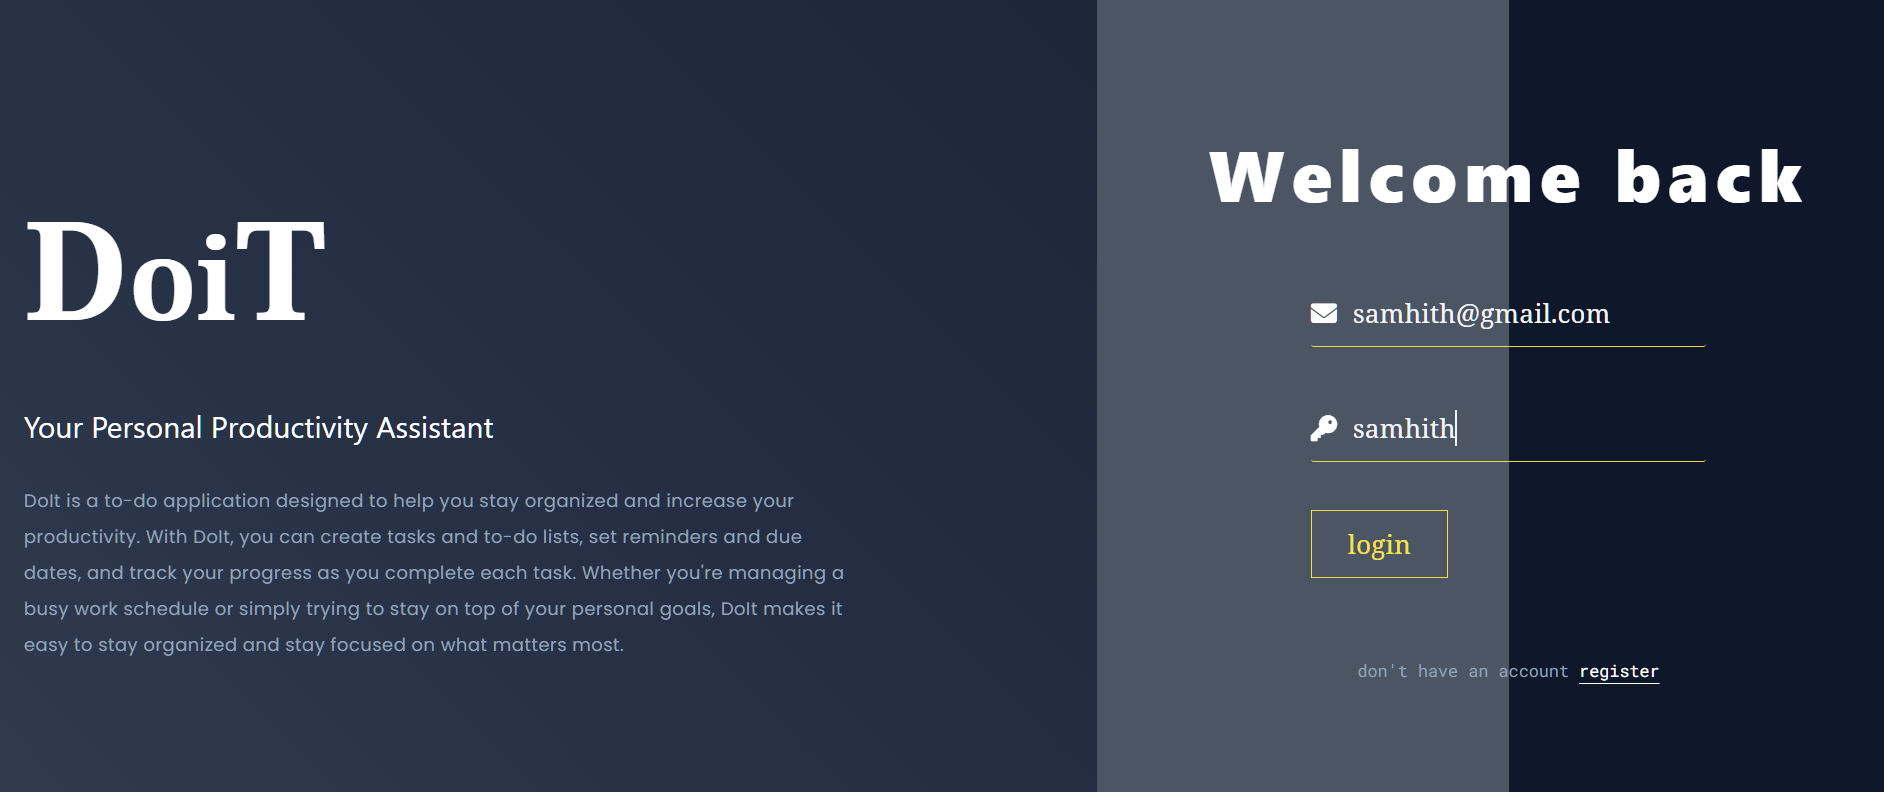 DoiT
Your Personal Productivity Assistant
DoIt is a to-do application designed to help you stay organized and increase your
productivity. With DoIt, you can create tasks and to-do lists, set reminders and due
dates, and track your progress as you complete each task. Whether you're managing a
busy work schedule or simply trying to stay on top of your personal goals, DoIt makes it
easy to stay organized and stay focused on what matters most.
Welcome back
samhith@gmail.com
samhith
login
don't have an account register